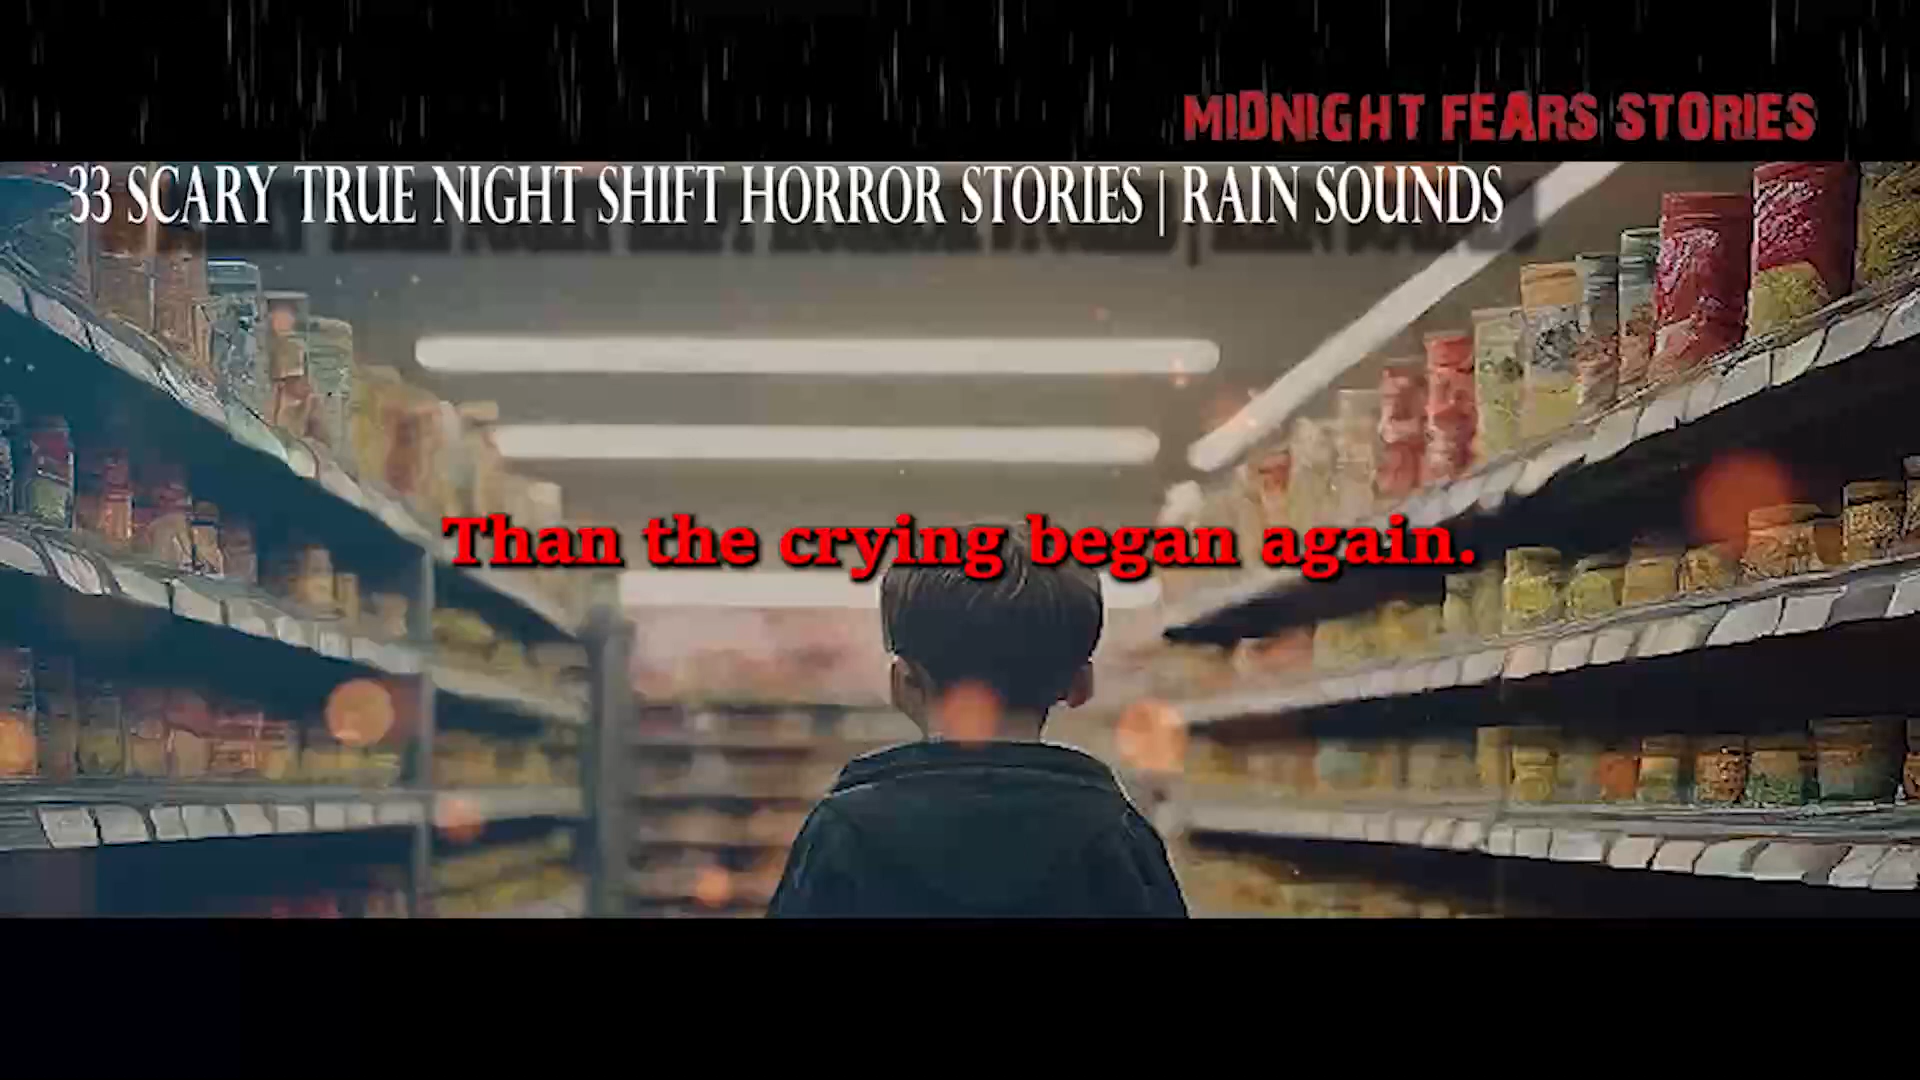 MIDNIGHT FEARS STORIES
33 SCARY TRUE NIGHT SHIFT HORROR STORIES | RAIN SOUNDS
Than the crying began again.